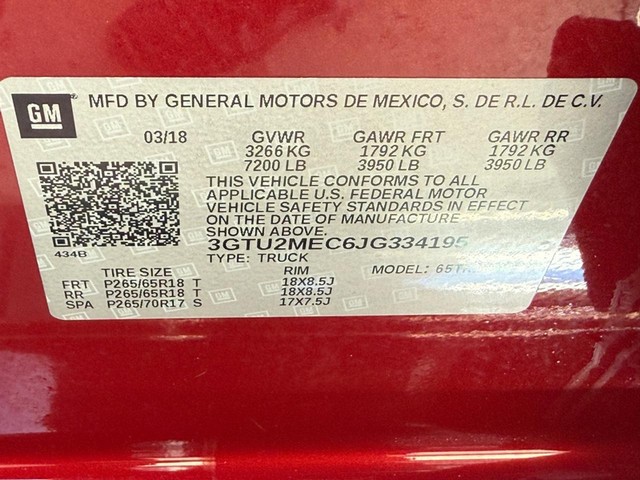 GM MFD BY GENERAL MOTORS DE MEXICO, S. DE R.L. DE C.V.
03/18 GVWR GAWR FRT GAWR RR
3266 KG 1792 KG 1792 KG
7200 LB 3950 LB 3950 LB
THIS VEHICLE CONFORMS TO ALL
APPLICABLE U.S. FEDERAL MOTOR
VEHICLE SAFETY STANDARDS IN EFFECT
ON THE DATE OF MANUFACTURE
SHOWN ABOVE.
3GTU2MEC6JG334195
434B
TYPE: TRUCK
TIRE SIZE RIM MODEL:
FRT P265/65R18 T 18X8.5J
RR P265/65R18 T 18X8.5J
SPA P265/70R17 S 17X7.5J